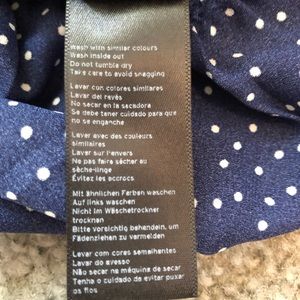 Wash with similar colours
Wash inside out
Do not tumble dry
Take care to avoid snagging
Lavar con colores similares
Lavar del revés
No secar en la secadora
Se debe tener cuidado para que
no se enganche
Laver avec des couleurs
similaires
Laver sur l'envers
Ne pas faire sécher au
sèche-linge
Évitez les accrocs
Mit ähnlichen Farben waschen
Auf links waschen
Nicht im Wäschetrockner
trocknen
Bitte vorsichtig behandeln, um
Fädenziehen zu vermeiden
Lavar com cores semelhantes
Lavar do avesso
Não secar na máquina de secar
Tenha o cuidado de evitar puxar
os fios